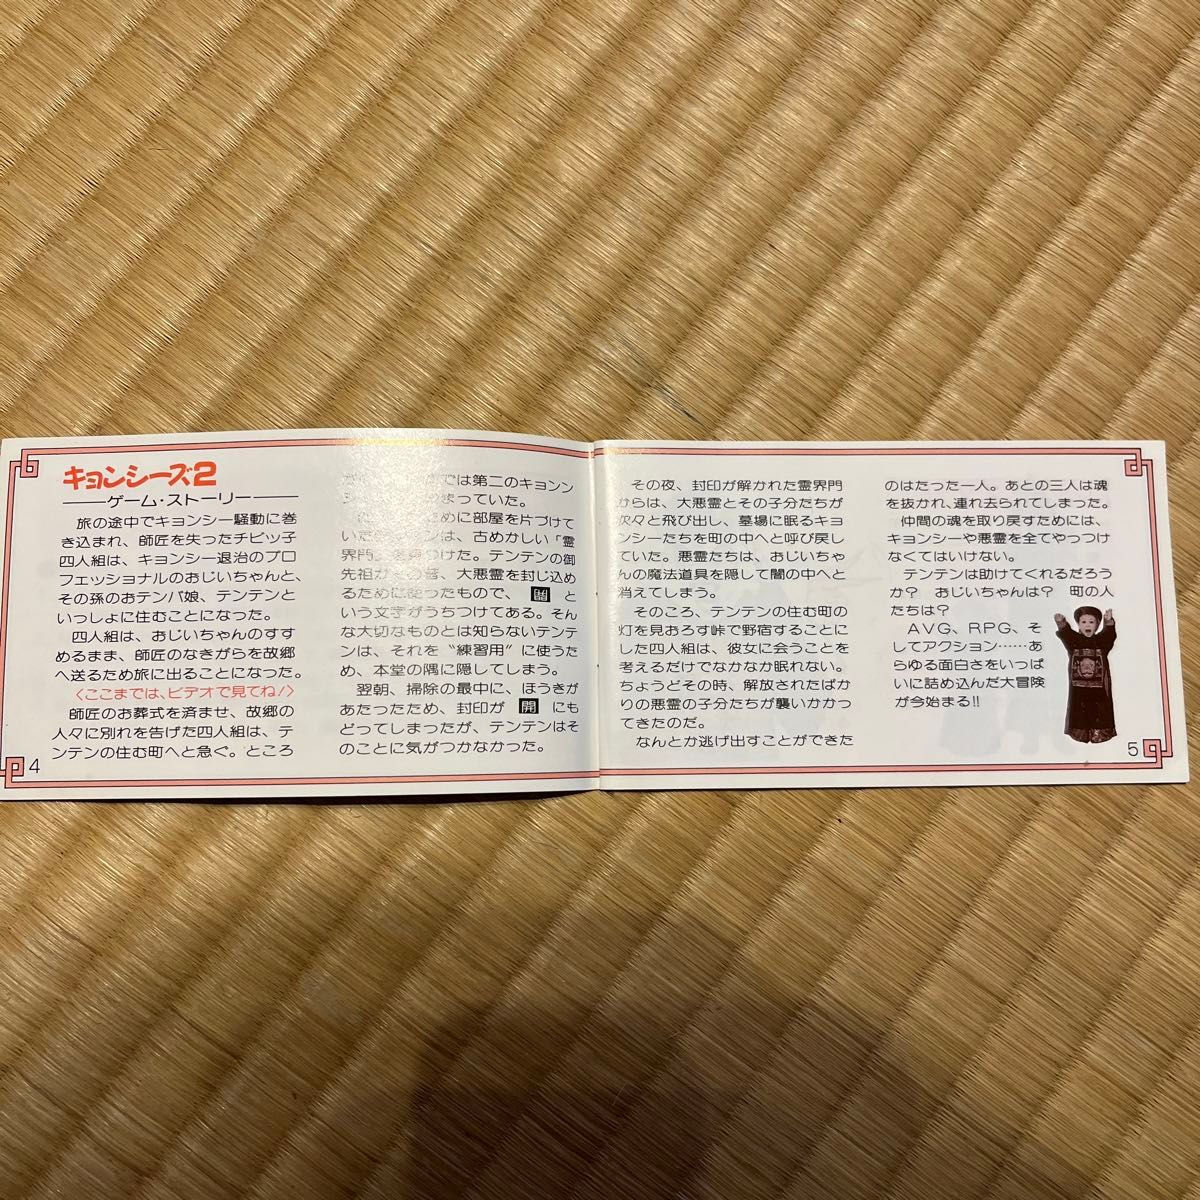 キョンシーズ2
ゲーム・ストーリー
旅の途中でキョンシー騒動に巻
き込まれ、師匠を失ったチビッ子
四人組は、キョンシー退治のプロ
フェッショナルのおじいちゃんと、
その孫のおテンバ娘、テンテンと
いっしょに住むことになった。
四人組は、おじいちゃんのすす
めるまま、師匠のなきがらを故郷
へ送るため旅に出ることになった。
〈ここまでは、ビデオで見てね!〉
師匠のお葬式を済ませ、故郷の
人々に別れを告げた四人組は、テ
ンテンの住む町へと急ぐ。ところ
では第二のキョンシ
まっていた。
めに部屋を片づけて
は、古めかしい「霊
界門」を見つけた。テンテンの御
先祖が その昔、大悪霊を封じ込め
るために使ったもので、閉と
いう文字がうちつけてある。そん
な大切なものとは知らないテンテ
ンは、それを“練習用”に使うた
め、本堂の隅に隠してしまう。
翌朝、掃除の最中に、ほうきが
あたったため、封印が開にも
どってしまったが、テンテンはそ
のことに気がつかなかった。
4
その夜、封印が解かれた霊界門
からは、大悪霊とその子分たちが
次々と飛び出し、墓場に眠るキョ
ンシーたちを町の中へと呼び戻し
ていた。悪霊たちは、おじいちゃ
んの魔法道具を隠して闇の中へと
消えてしまう。
そのころ、テンテンの住む町の
灯を見おろす峠で野宿することに
した四人組は、彼女に会うことを
考えるだけでなかなか眠れない。
ちょうどその時、解放されたばか
りの悪霊の子分たちが襲いかかっ
てきたのだ。
なんとか逃げ出すことができた
のはたった一人。あとの三人は魂
を抜かれ、連れ去られてしまった。
仲間の魂を取り戻すためには、
キョンシーや悪霊を全てやっつけ
なくてはいけない。
テンテンは助けてくれるだろう
か? おじいちゃんは? 町の人
たちは?
AVG、RPG、そ
してアクション……あ
らゆる面白さをいっぱ
いに詰め込んだ大冒険
が今始まる!!
5